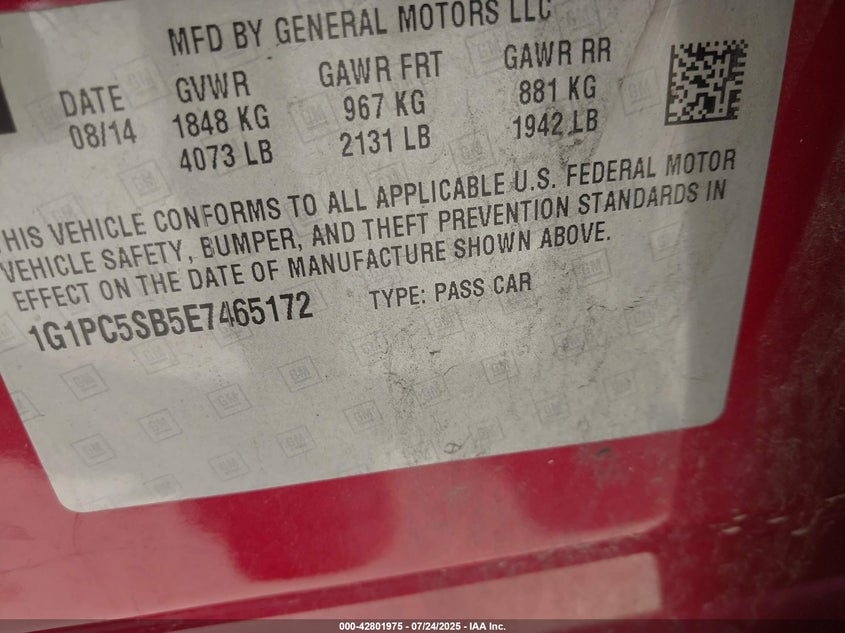 MFD BY GENERAL MOTORS LLC
DATE GVWR GAWR FRT GAWR RR
08/14 1848 KG 967 KG 881 KG
4073 LB 2131 LB 1942 LB
THIS VEHICLE CONFORMS TO ALL APPLICABLE U.S. FEDERAL MOTOR
VEHICLE SAFETY, BUMPER, AND THEFT PREVENTION STANDARDS IN
EFFECT ON THE DATE OF MANUFACTURE SHOWN ABOVE.
1G1PC5SB5E7465172 TYPE: PASS CAR
000-42801975 - 07/24/2025 - IAA Inc.